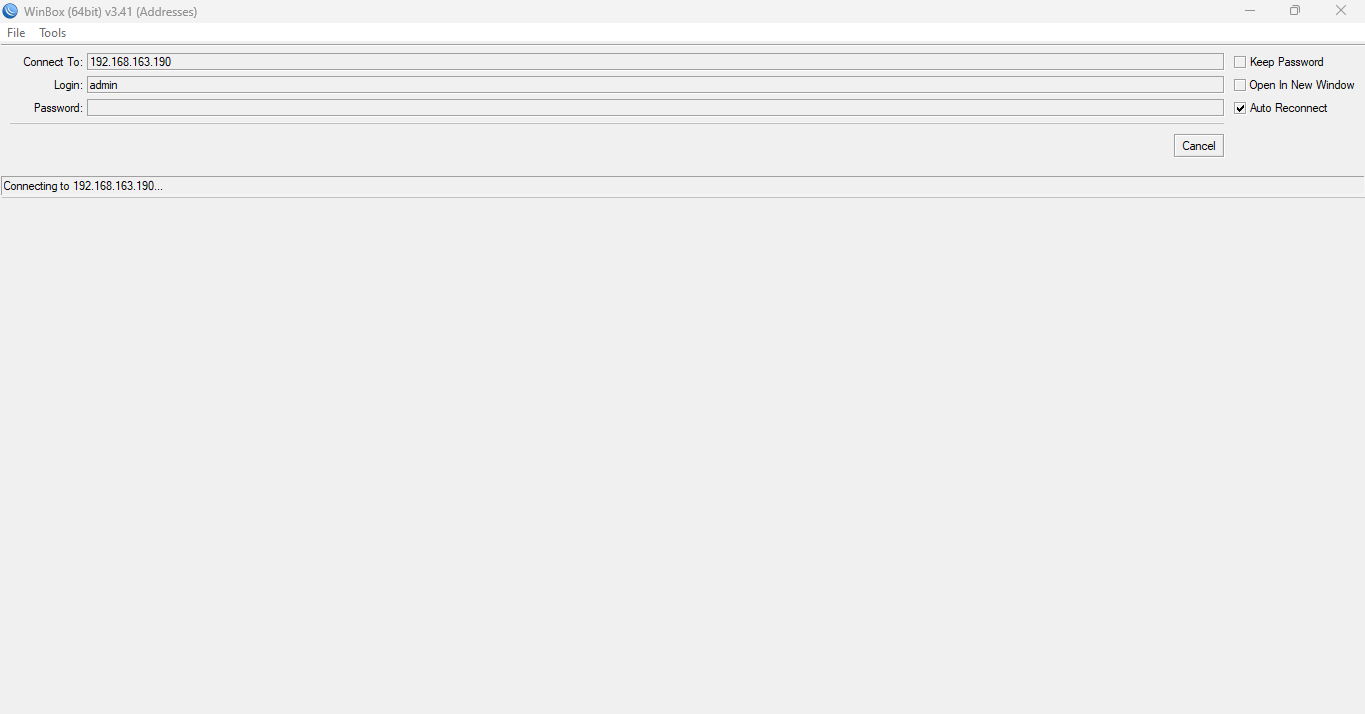 WinBox (64bit) v3.41 (Addresses)
File Tools
Connect To: 192.168.163.190 Keep Password
Login: admin Open In New Window
Password: Auto Reconnect
Cancel
Connecting to 192.168.163.190...